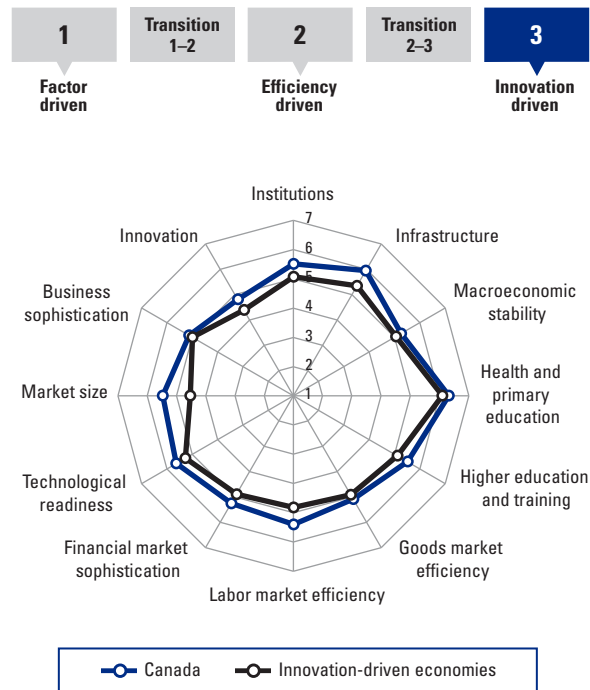 1
Transition
1–2
2
Transition
2–3
3
Factor
driven
Efficiency
driven
Innovation
driven
Institutions
7
6
5
4
3
2
1
Infrastructure
Macroeconomic
stability
Health and
primary
education
Higher education
and training
Goods market
efficiency
Labor market efficiency
Financial market
sophistication
Technological
readiness
Market size
Business
sophistication
Innovation
Canada
Innovation-driven economies